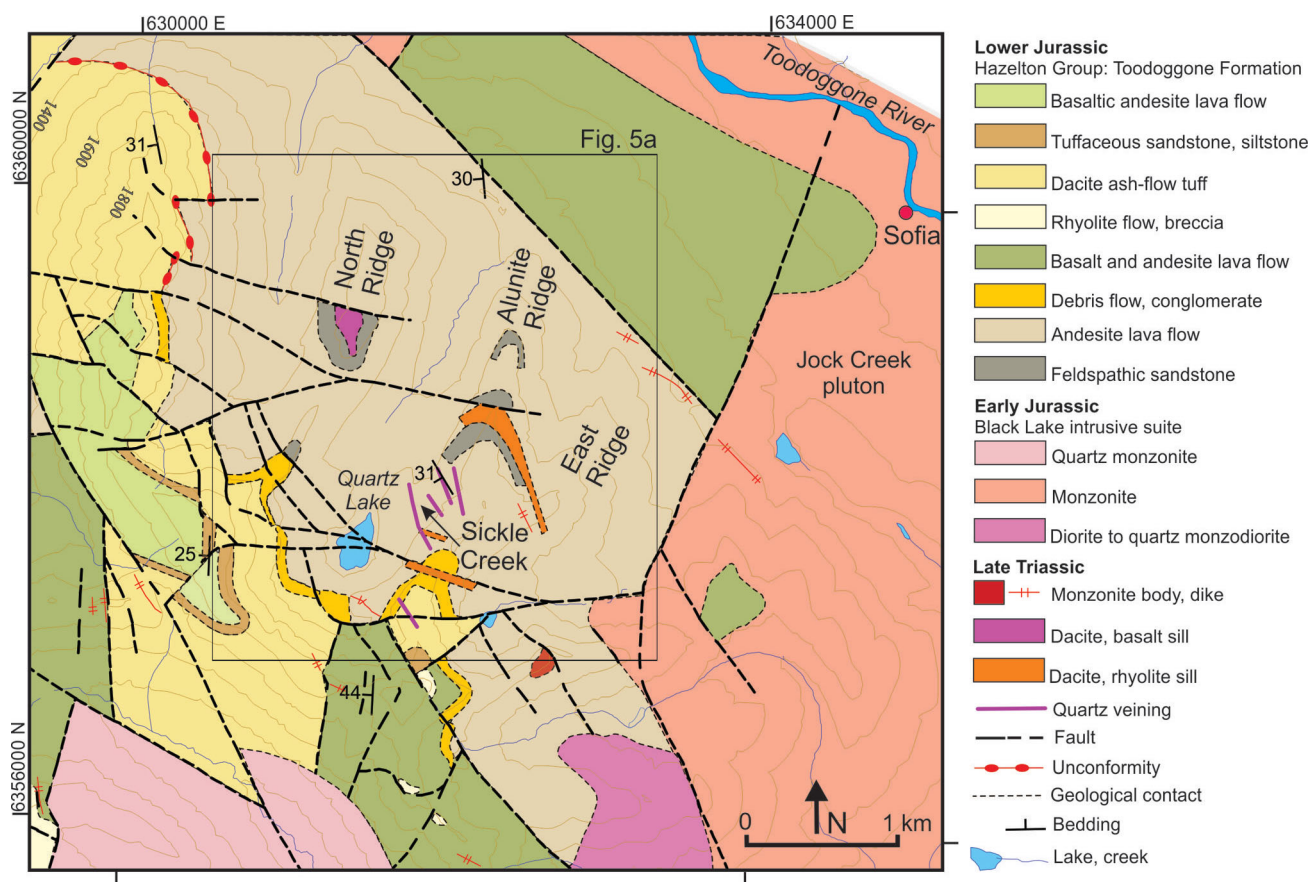 630000 E
634000 E
6360000 N
6356000 N
1400
1600
1800
31
30
Fig. 5a
Toodoggone River
Sofia
North
Ridge
Alunite
Ridge
Jock Creek
pluton
East
Ridge
Quartz
Lake
31
Sickle
Creek
25
44
0
1 km
N
Lower Jurassic
Hazelton Group: Toodoggone Formation
Basaltic andesite lava flow
Tuffaceous sandstone, siltstone
Dacite ash-flow tuff
Rhyolite flow, breccia
Basalt and andesite lava flow
Debris flow, conglomerate
Andesite lava flow
Feldspathic sandstone
Early Jurassic
Black Lake intrusive suite
Quartz monzonite
Monzonite
Diorite to quartz monzodiorite
Late Triassic
Monzonite body, dike
Dacite, basalt sill
Dacite, rhyolite sill
Quartz veining
Fault
Unconformity
Geological contact
Bedding
Lake, creek